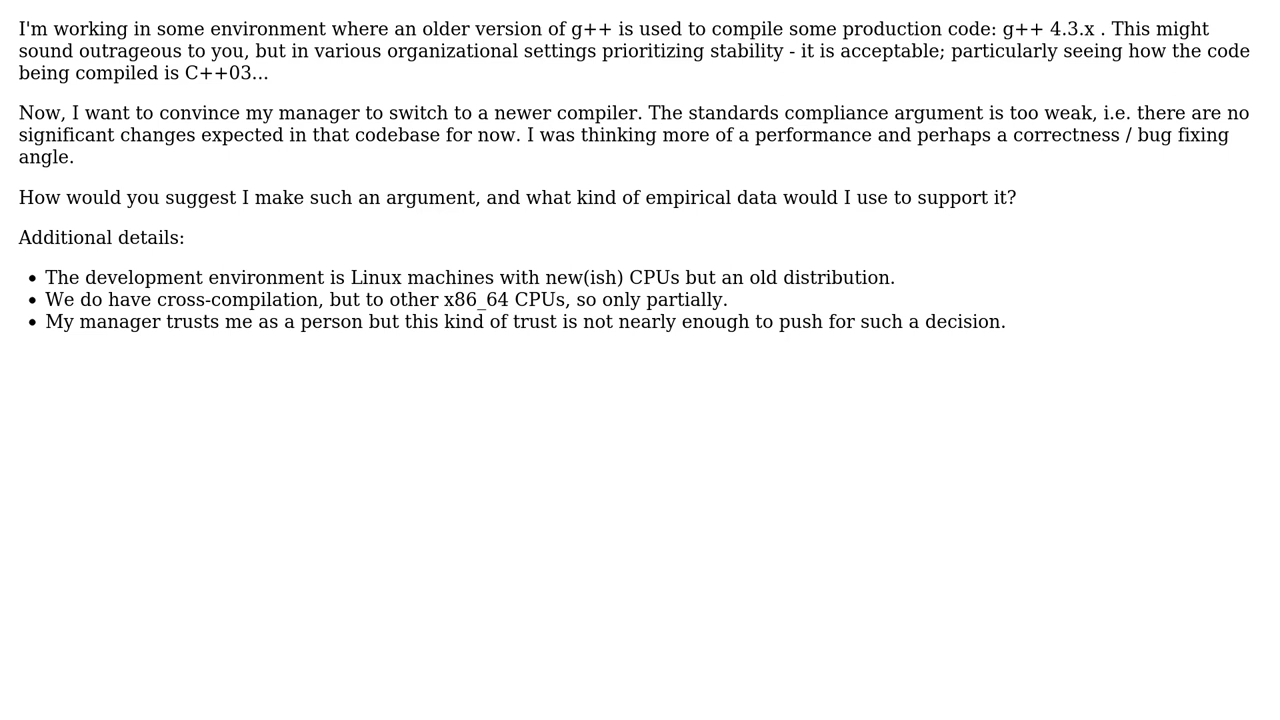 I'm working in some environment where an older version of g++ is used to compile some production code: g++ 4.3.x . This might
sound outrageous to you, but in various organizational settings prioritizing stability - it is acceptable; particularly seeing how the code
being compiled is C++03...
Now, I want to convince my manager to switch to a newer compiler. The standards compliance argument is too weak, i.e. there are no
significant changes expected in that codebase for now. I was thinking more of a performance and perhaps a correctness / bug fixing
angle.
How would you suggest I make such an argument, and what kind of empirical data would I use to support it?
Additional details:
• The development environment is Linux machines with new(ish) CPUs but an old distribution.
• We do have cross-compilation, but to other x86_64 CPUs, so only partially.
• My manager trusts me as a person but this kind of trust is not nearly enough to push for such a decision.